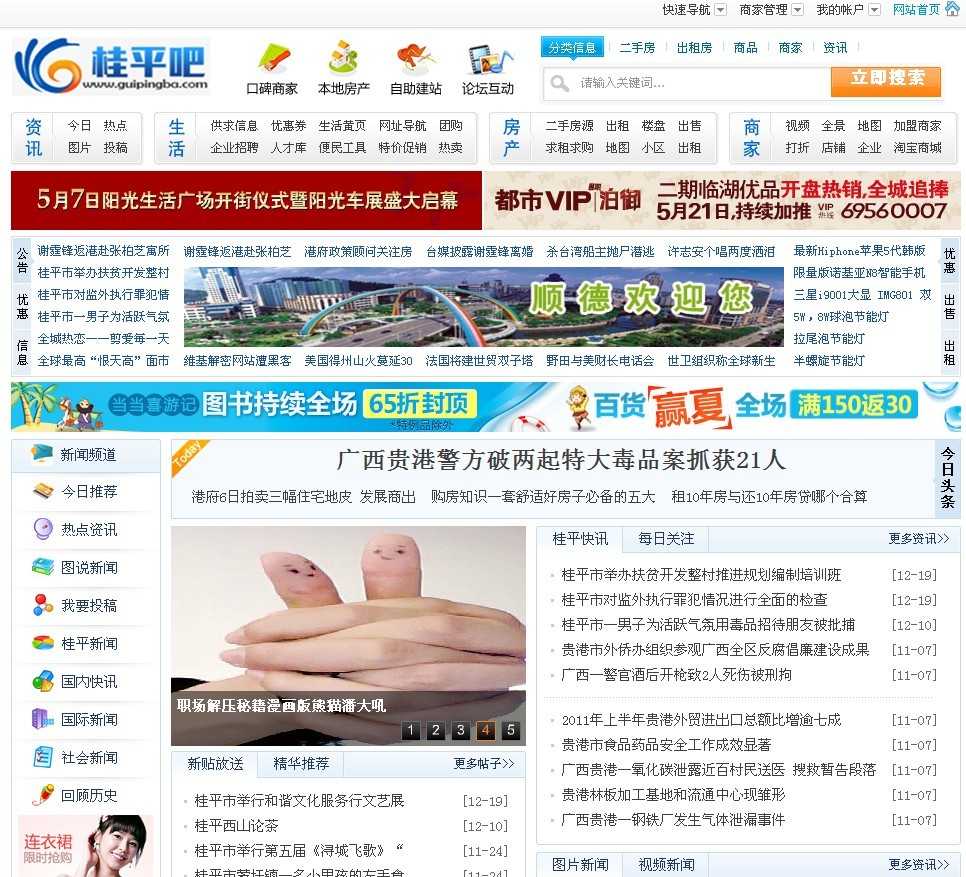 快速导航 商家管理 我的帐户 网站首页
桂平吧
www.guipingba.com
口碑商家 本地房产 自助建站 论坛互动
分类信息 二手房 出租房 商品 商家 资讯
请输入关键词... 立即搜索
资讯 今日 热点
图片 投稿
生活 供求信息 优惠券 生活黄页 网址导航 团购
企业招聘 人才库 便民工具 特价促销 热卖
房产 二手房源 出租 楼盘 出售
求租求购 地图 小区 出租
商家 视频 全景 地图 加盟商家
打折 店铺 企业 淘宝商城
5月7日阳光生活广场开街仪式暨阳光车展盛大启幕
都市VIP 泊御 二期临湖优品开盘热销,全城追捧
5月21日,持续加推 VIP热线 69560007
公告 优惠 信息
谢霆锋返港赴张柏芝寓所
桂平市举办扶贫开发整村
桂平市对监外执行罪犯情
桂平市一男子为活跃气氛
全城热恋一一剪爱每一天
全球最高“恨天高”面市
谢霆锋返港赴张柏芝 港府政策顾问关注房 台媒披露谢霆锋离婚 杀台湾船主抛尸潜逃 许志安个唱两度洒泪
顺德欢迎您
维基解密网站遭黑客 美国得州山火蔓延30 法国将建世贸双子塔 野田与美财长电话会 世卫组织称全球新生
最新Hiphone苹果5代韩版
限量版诺基亚N8智能手机
三星i9001大显 IMG801 双
5W，8W球泡节能灯
拉尾泡节能灯
半螺旋节能灯
优惠 出售 出租
当当喜游记 图书持续全场 65折封顶 *特例品除外 百货 赢夏 全场 满150返30
新闻频道
今日推荐
热点资讯
图说新闻
我要投稿
桂平新闻
国内快讯
国际新闻
社会新闻
回顾历史
连衣裙
限时抢购
Today
广西贵港警方破两起特大毒品案抓获21人
港府6日拍卖三幅住宅地皮 发展商出 购房知识一套舒适好房子必备的五大 租10年房与还10年房贷哪个合算
今日头条
职场解压秘籍漫画版熊猫潘大吼
1 2 3 4 5
新贴放送 精华推荐 更多帖子>>
桂平市举行和谐文化服务行文艺展 [12-19]
桂平西山论茶 [12-10]
桂平市举行第五届《浔城飞歌》“ [11-24]
桂平市蒙圩镇一名小男孩的左手食 [11-24]
桂平快讯 每日关注 更多资讯>>
桂平市举办扶贫开发整村推进规划编制培训班 [12-19]
桂平市对监外执行罪犯情况进行全面的检查 [12-19]
桂平市一男子为活跃气氛用毒品招待朋友被批捕 [12-10]
贵港市外侨办组织参观广西全区反腐倡廉建设成果 [11-07]
广西一警官酒后开枪致2人死伤被刑拘 [11-07]
2011年上半年贵港外贸进出口总额比增逾七成 [11-07]
贵港市食品药品安全工作成效显著 [11-07]
广西贵港一氧化碳泄露近百村民送医 搜救暂告段落 [11-07]
贵港林板加工基地和流通中心现雏形 [11-07]
广西贵港一钢铁厂发生气体泄漏事件 [11-07]
图片新闻 视频新闻 更多资讯>>